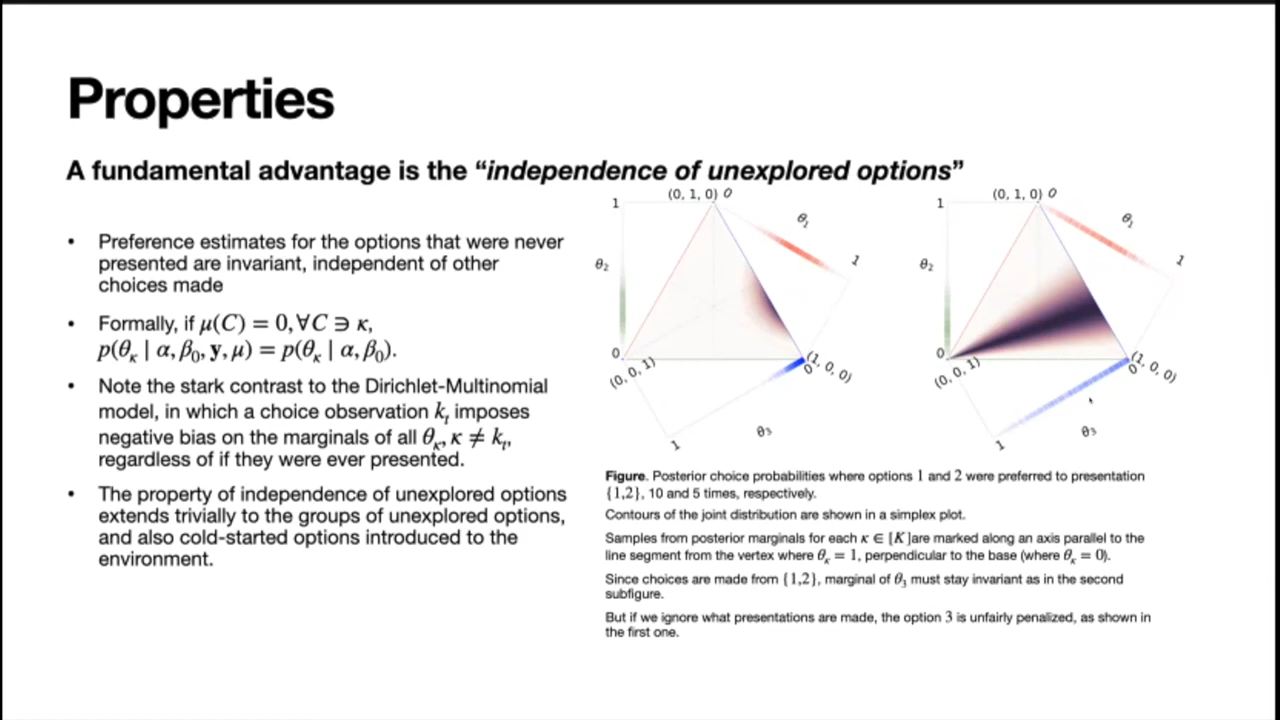 Properties
A fundamental advantage is the “independence of unexplored options”
• Preference estimates for the options that were never
presented are invariant, independent of other
choices made
• Formally, if μ(C) = 0, ∀C ∋ κ,
p(θ_κ | α, β₀, y, μ) = p(θ_κ | α, β₀).
• Note the stark contrast to the Dirichlet-Multinomial
model, in which a choice observation k_t imposes
negative bias on the marginals of all θ_κ, κ ≠ k_t,
regardless of if they were ever presented.
• The property of independence of unexplored options
extends trivially to the groups of unexplored options,
and also cold-started options introduced to the
environment.
(0, 1, 0) 0
1
θ₁
θ₂
1
0
(0, 0, 1)
0
(1, 0, 0)
θ₃
1
(0, 1, 0) 0
1
θ₁
θ₂
1
0
(0, 0, 1)
0
(1, 0, 0)
θ₃
1
Figure. Posterior choice probabilities where options 1 and 2 were preferred to presentation
{1,2}, 10 and 5 times, respectively.
Contours of the joint distribution are shown in a simplex plot.
Samples from posterior marginals for each κ ∈ [K]are marked along an axis parallel to the
line segment from the vertex where θ_κ = 1, perpendicular to the base (where θ_κ = 0).
Since choices are made from {1,2}, marginal of θ₃ must stay invariant as in the second
subfigure.
But if we ignore what presentations are made, the option 3 is unfairly penalized, as shown in
the first one.